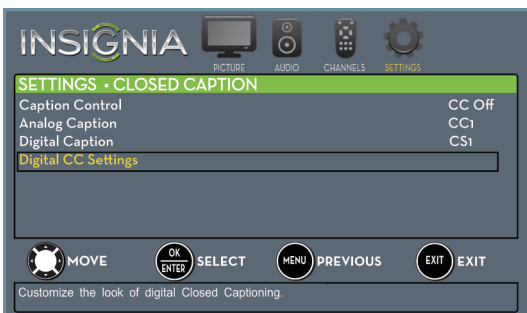 INSIGNIA
PICTURE AUDIO CHANNELS SETTINGS
SETTINGS • CLOSED CAPTION
Caption Control CC Off
Analog Caption CC1
Digital Caption CS1
Digital CC Settings
MOVE OK ENTER SELECT MENU PREVIOUS EXIT EXIT
Customize the look of digital Closed Captioning.